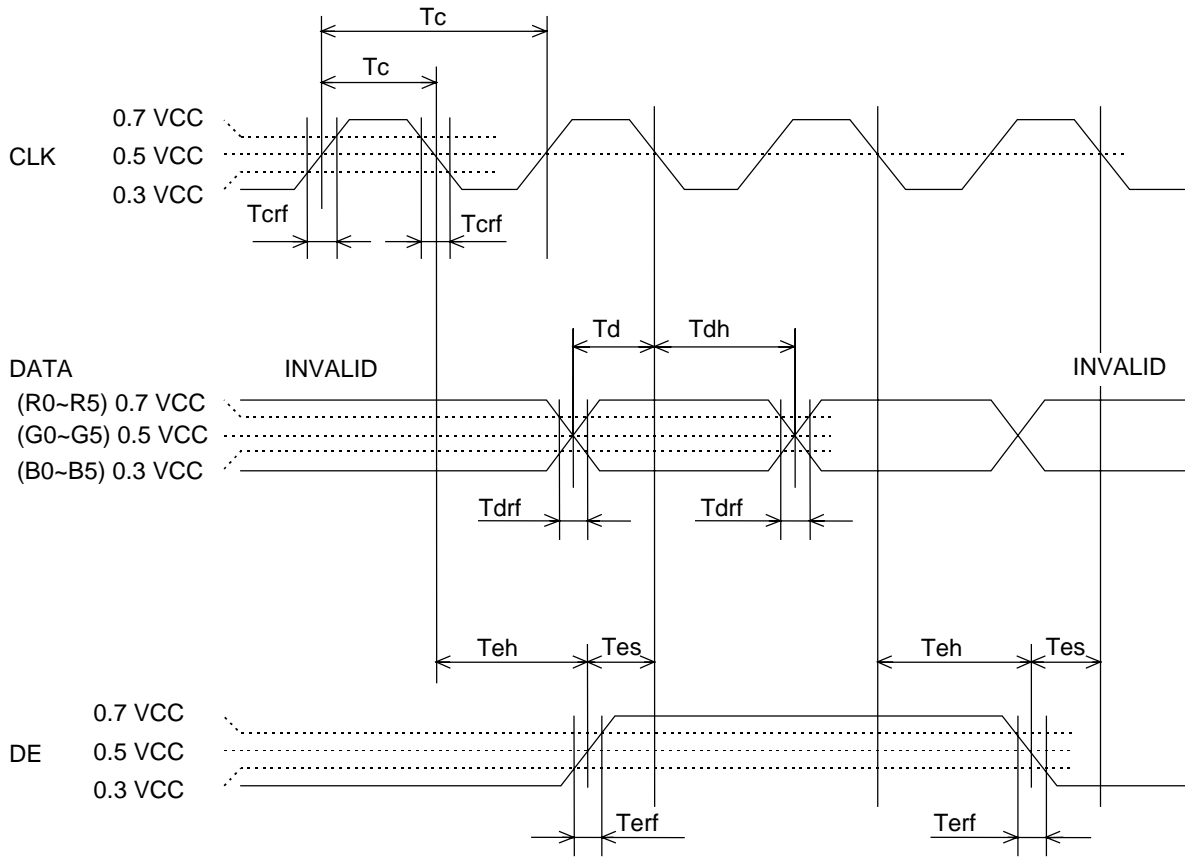 Tc
Tc
0.7 VCC
CLK 0.5 VCC
0.3 VCC
Tcrf
Tcrf
Td
Tdh
DATA INVALID INVALID
(R0~R5) 0.7 VCC
(G0~G5) 0.5 VCC
(B0~B5) 0.3 VCC
Tdrf Tdrf
Teh Tes Teh Tes
0.7 VCC
DE 0.5 VCC
0.3 VCC
Terf Terf